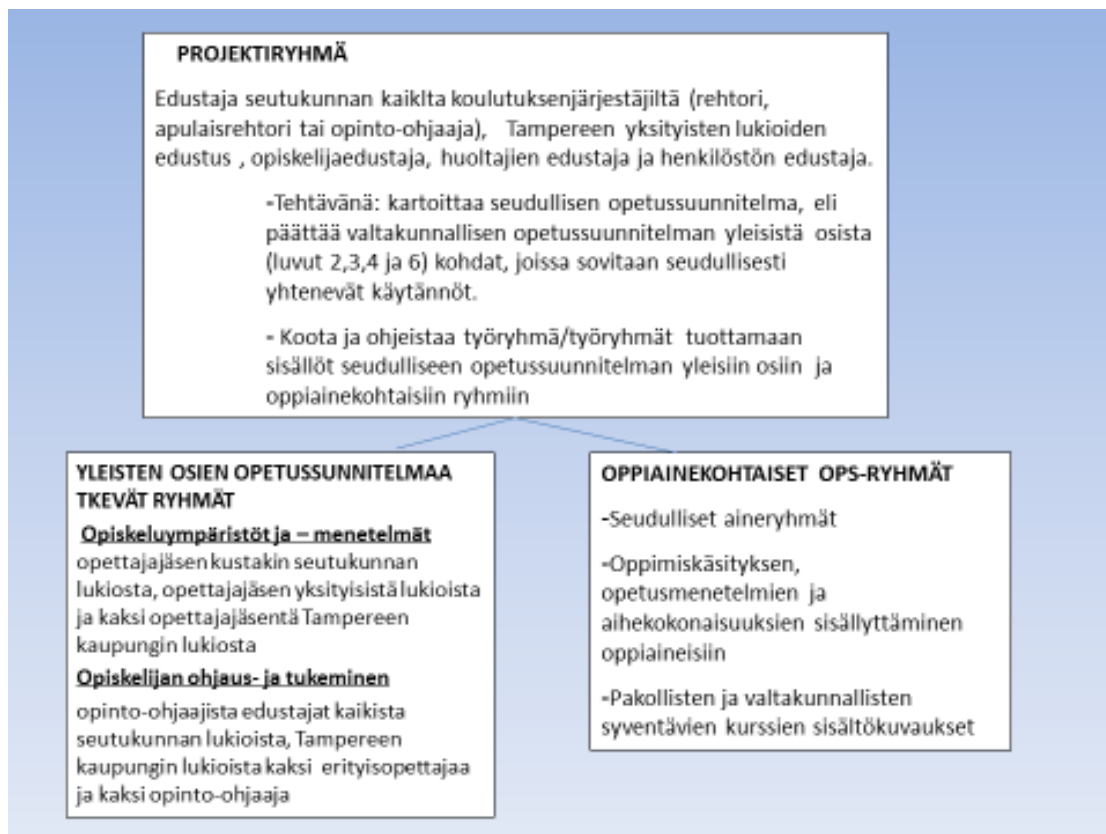 PROJEKTIRYHMÄ
Edustaja seutukunnan kaiklta koulutuksenjärjestäjiltä (rehtori,
apulaisrehtori tai opinto-ohjaaja), Tampereen yksityisten lukioiden
edustus , opiskelijaedustaja, huoltajien edustaja ja henkilöstön edustaja.
-Tehtävänä: kartoittaa seudullisen opetussuunnitelma, eli
päättää valtakunnallisen opetussuunnitelman yleisistä osista
(luvut 2,3,4 ja 6) kohdat, joissa sovitaan seudullisesti
yhtenevät käytännöt.
- Koota ja ohjeistaa työryhmä/työryhmät tuottamaan
sisällöt seudulliseen opetussuunnitelman yleisiin osiin ja
oppiainekohtaisiin ryhmiin
YLEISTEN OSIEN OPETUSSUNNITELMAA
TKEVÄT RYHMÄT
Opiskeluympäristöt ja – menetelmät
opettajajäsen kustakin seutukunnan
lukiosta, opettajajäsen yksityisistä lukioista
ja kaksi opettajajäsentä Tampereen
kaupungin lukiosta
Opiskelijan ohjaus- ja tukeminen
opinto-ohjaajista edustajat kaikista
seutukunnan lukioista, Tampereen
kaupungin lukioista kaksi erityisopettajaa
ja kaksi opinto-ohjaaja
OPPIAINEKOHTAISET OPS-RYHMÄT
-Seudulliset aineryhmät
-Oppimiskäsityksen,
opetusmenetelmien ja
aihekokonaisuuksien sisällyttäminen
oppiaineisiin
-Pakollisten ja valtakunnallisten
syventävien kurssien sisältökuvaukset